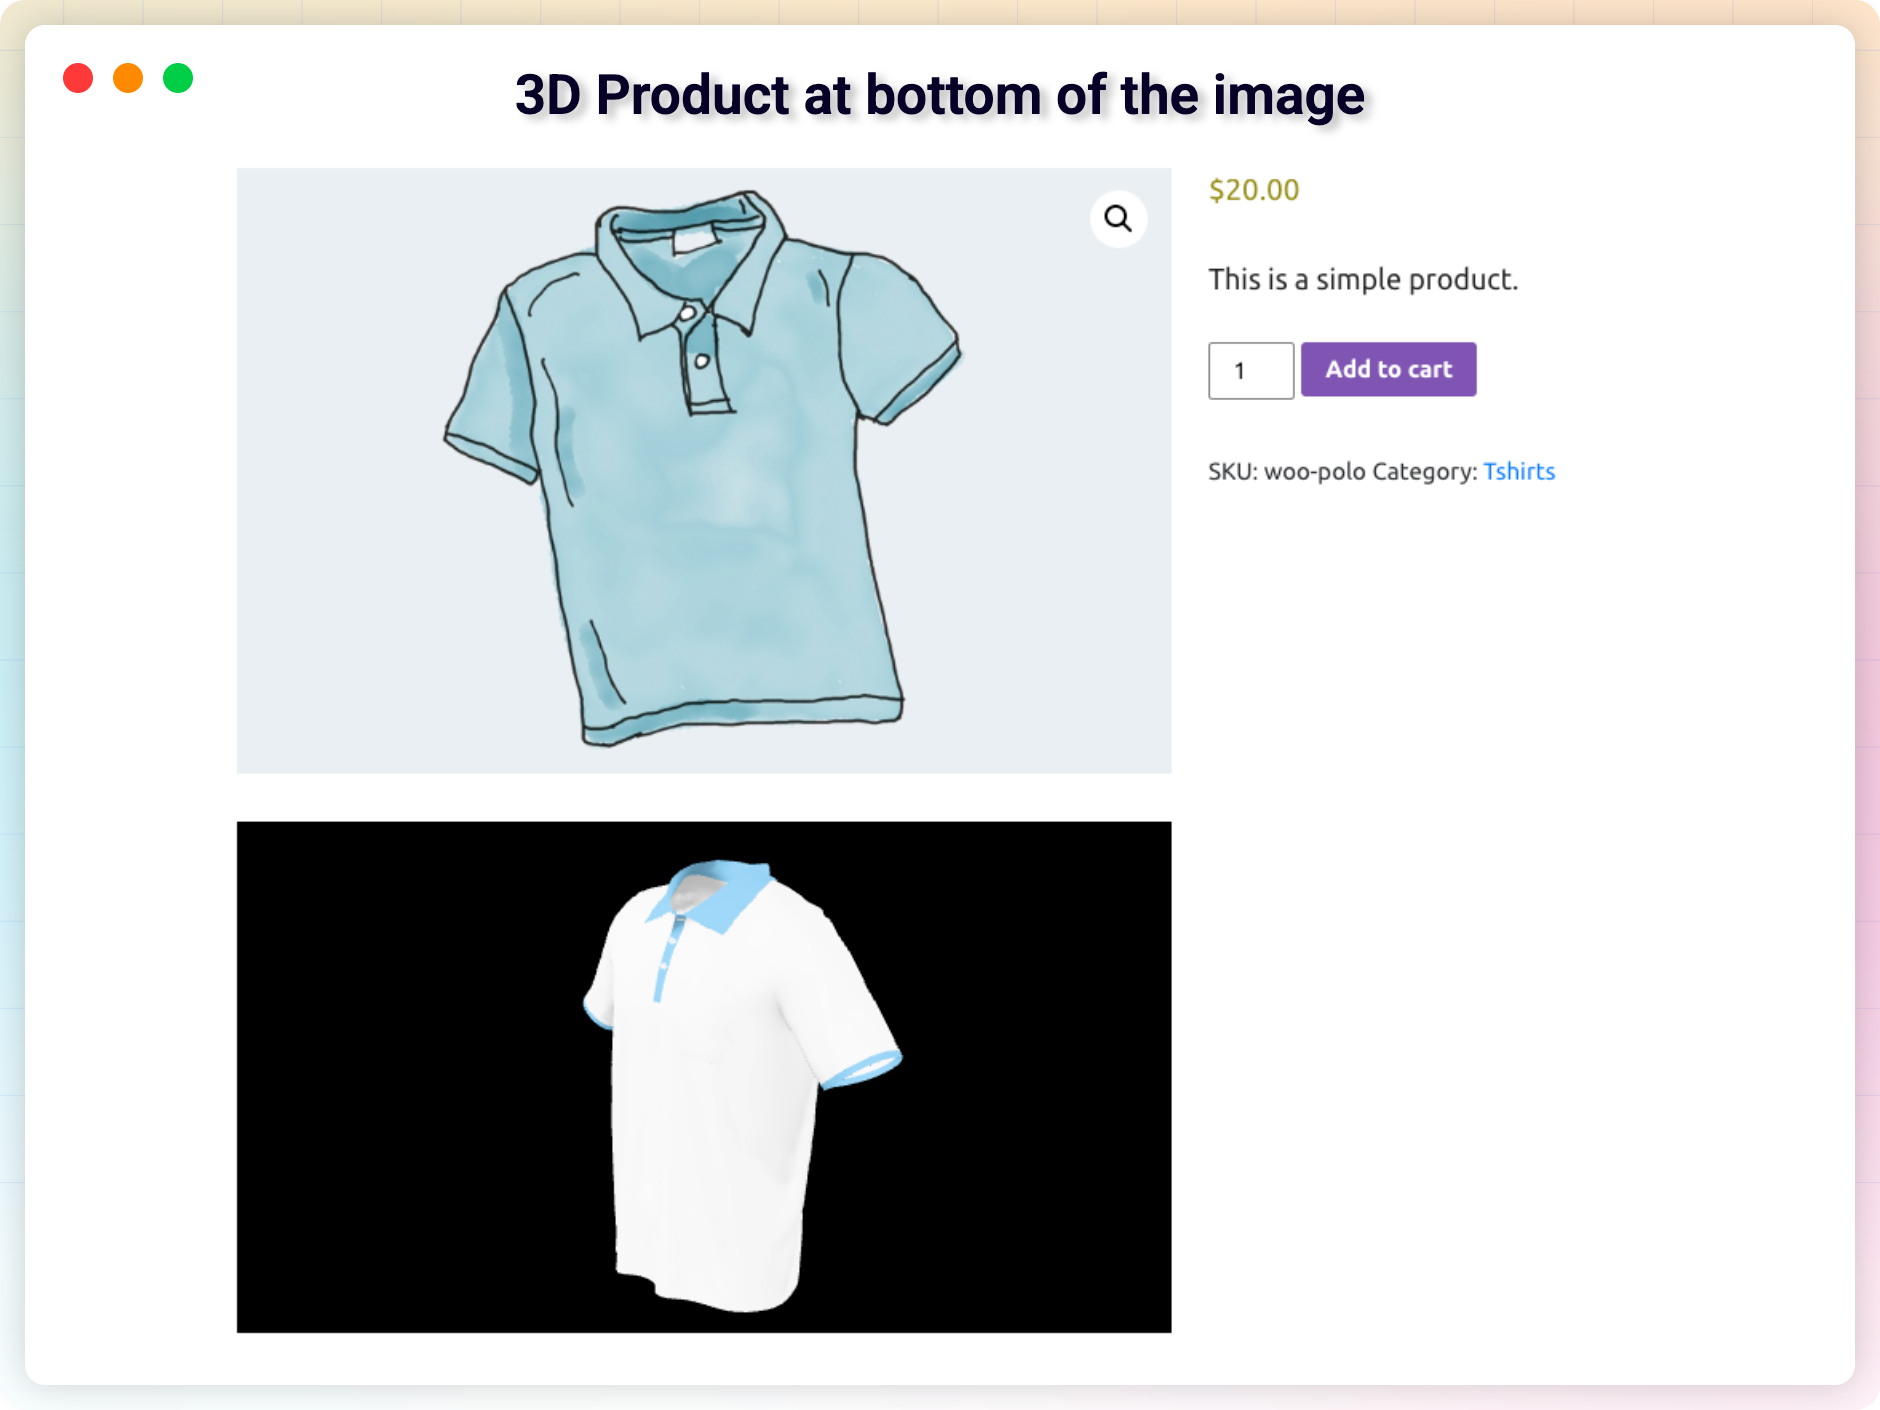 3D Product at bottom of the image
$20.00
This is a simple product.
1
Add to cart
SKU: woo-polo Category: Tshirts